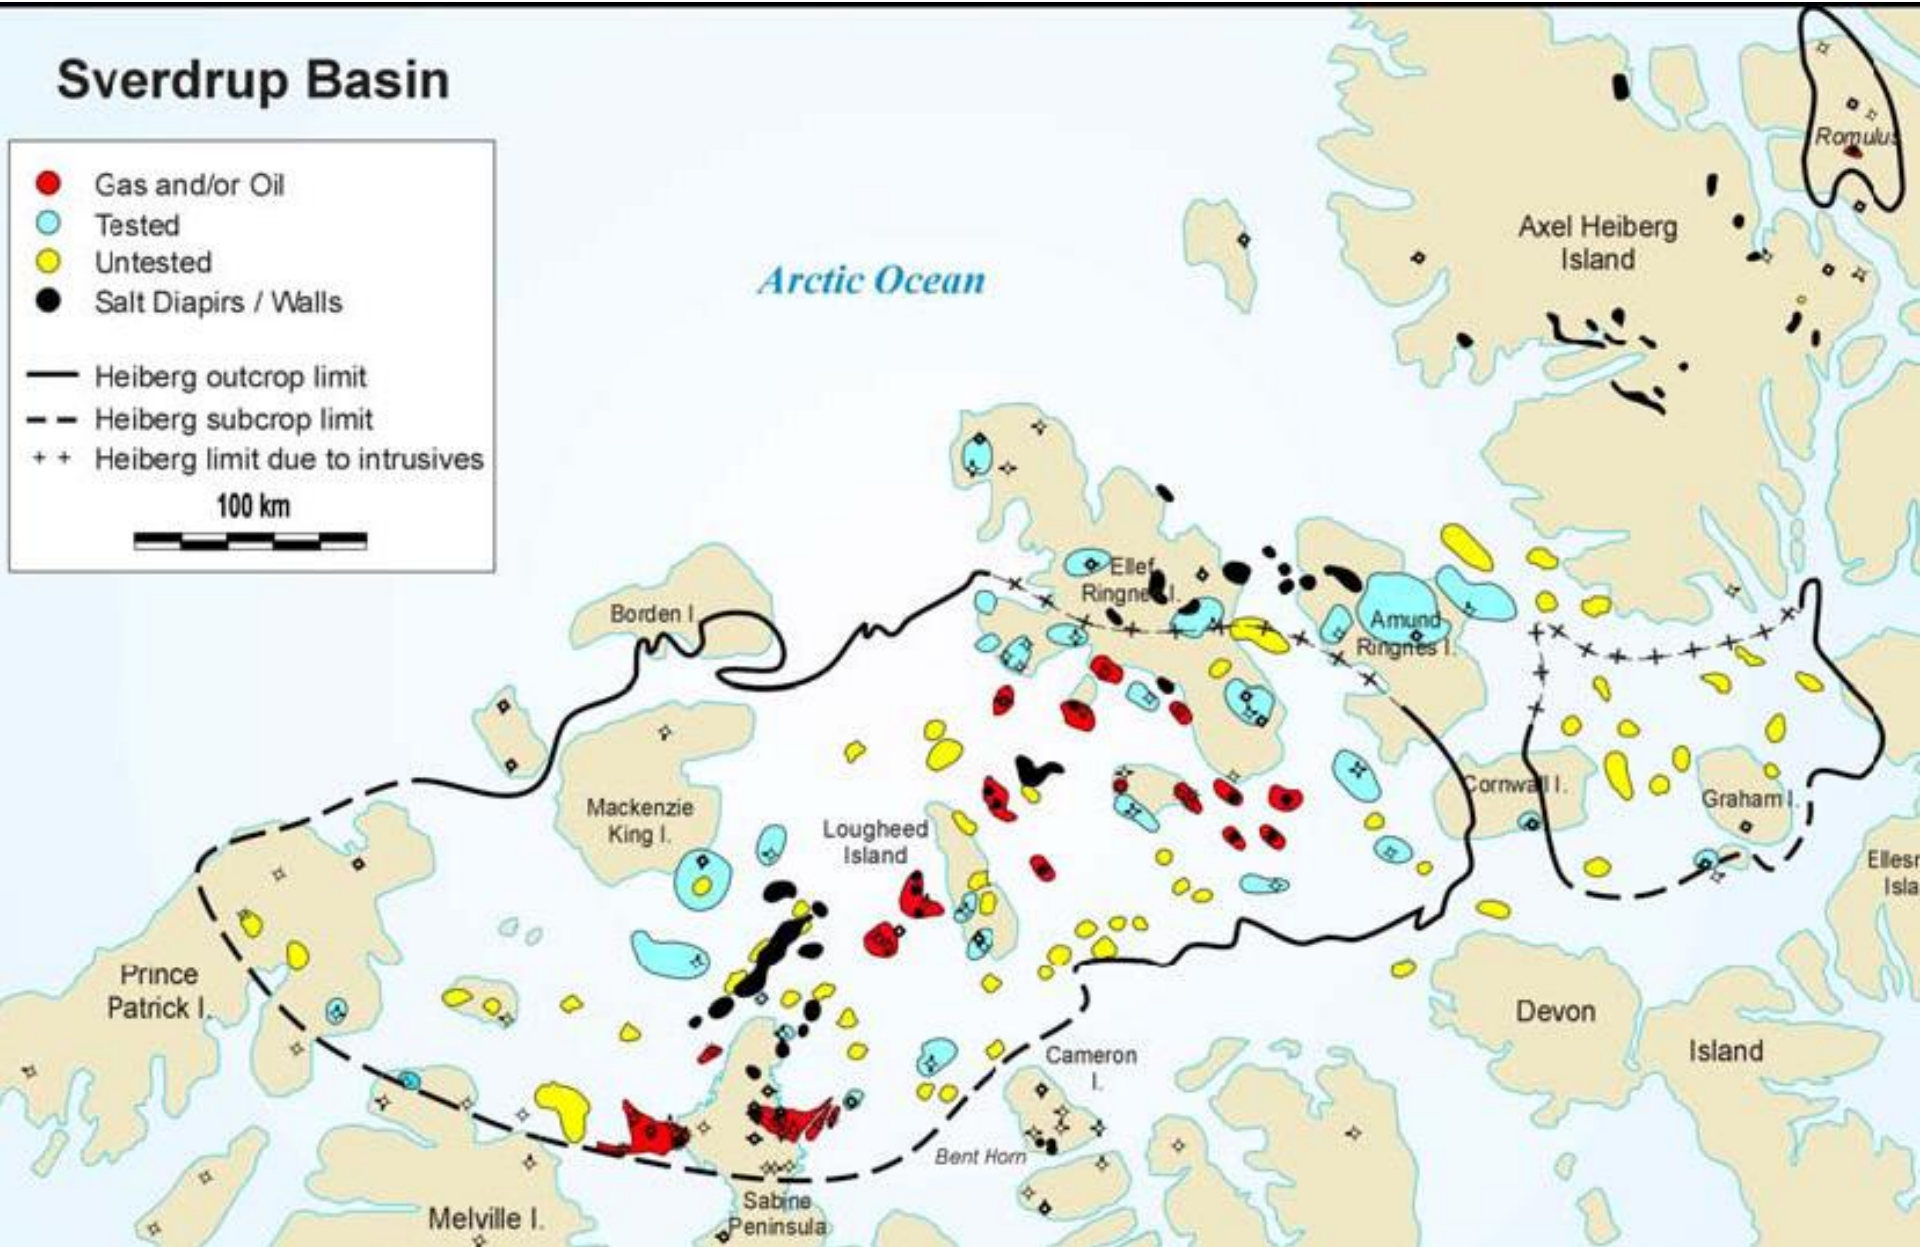 Sverdrup Basin
Gas and/or Oil
Tested
Untested
Salt Diapirs / Walls
Heiberg outcrop limit
Heiberg subcrop limit
Heiberg limit due to intrusives
100 km
Arctic Ocean
Romulus
Axel Heiberg
Island
Ellef
Ringnes I.
Amund
Ringnes I.
Borden I.
Mackenzie
King I.
Lougheed
Island
Cornwall I.
Graham I.
Prince
Patrick I.
Devon
Island
Cameron
I.
Bent Horn
Sabine
Peninsula
Melville I.
Ellesr
Isla